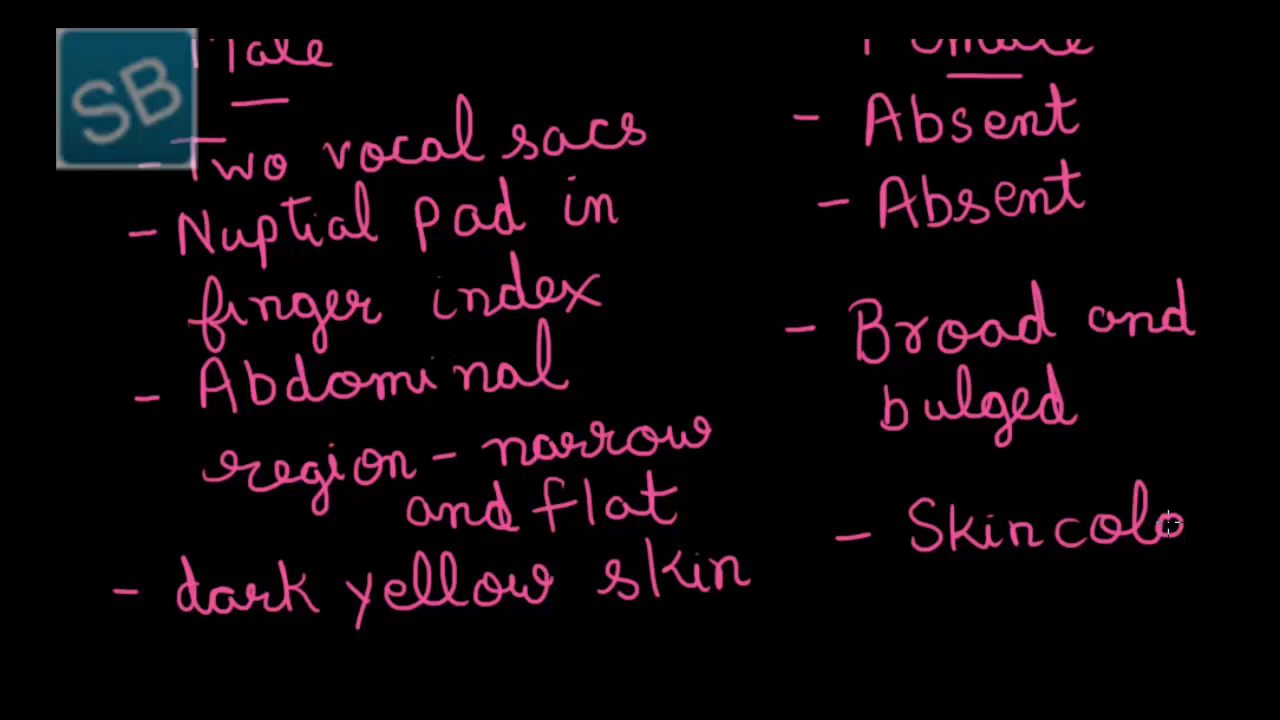 SB
Male
- Two vocal sacs
- Nuptial pad in
finger index
- Abdominal
region - narrow
and flat
- dark yellow skin
Female
- Absent
- Absent
- Broad and
bulged
- Skin colo